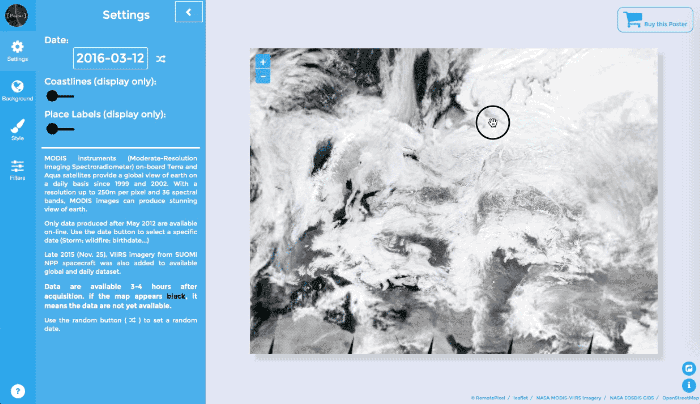 [Poster]
Settings
Settings
Background
Style
Filters
?
Date:
2016-03-12
Coastlines (display only):
Place Labels (display only):
MODIS Instruments (Moderate-Resolution
Imaging Spectroradiometer) on-board Terra and
Aqua satellites provide a global view of earth on
a daily basis since 1999 and 2002. With a
resolution up to 250m per pixel and 36 spectral
bands, MODIS images can produce stunning
view of earth.
Only data produced after May 2012 are available
on-line. Use the date button to select a specific
date (Storm, wildfire, birthdate...)
Late 2015 (Nov. 25), VIIRS imagery from SUOMI
NPP spacecraft was also added to available
global and daily dataset.
Data are available 3-4 hours after
acquisition. If the map appears black, it
means the data are not yet available.
Use the random button ( ) to set a random
date.
+
−
Buy this Poster
i
© RemotePixel / leaflet / NASA MODIS-VIIRS Imagery / NASA EOSDIS GIBS / OpenStreetMap